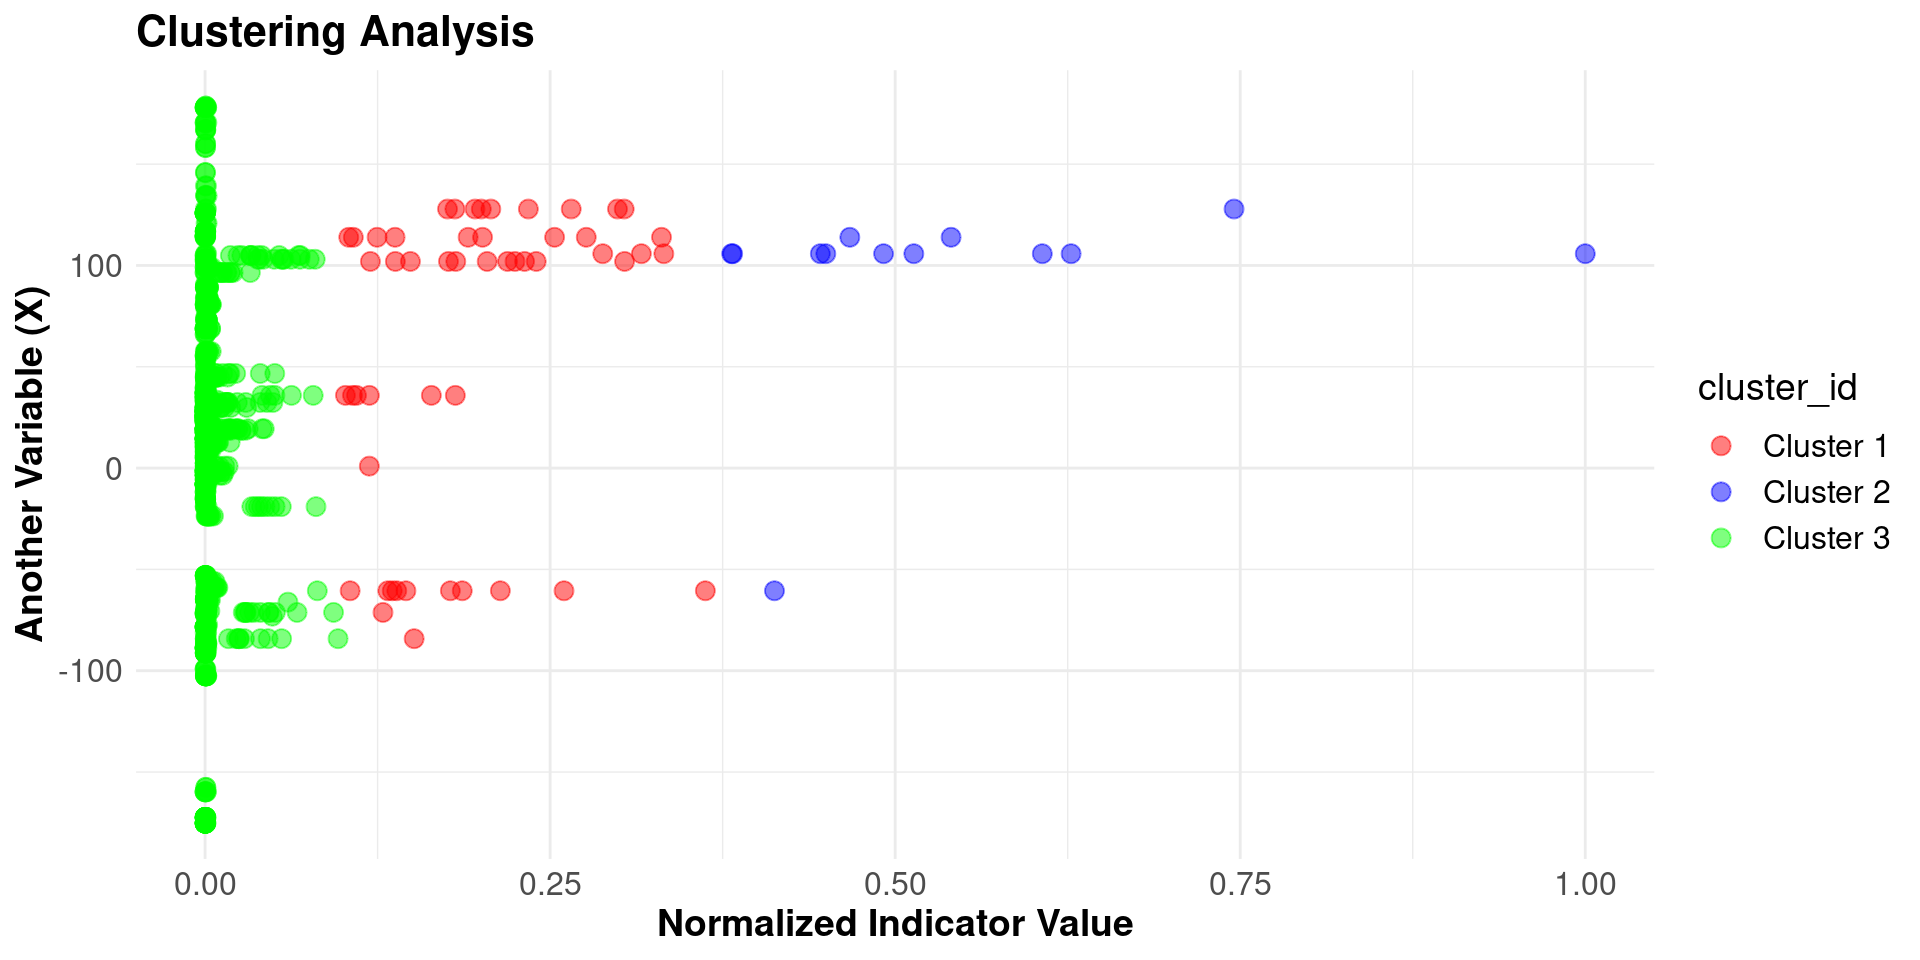 Clustering Analysis
Another Variable (X)
100
0
-100
0.00 0.25 0.50 0.75 1.00
Normalized Indicator Value
cluster_id
Cluster 1
Cluster 2
Cluster 3